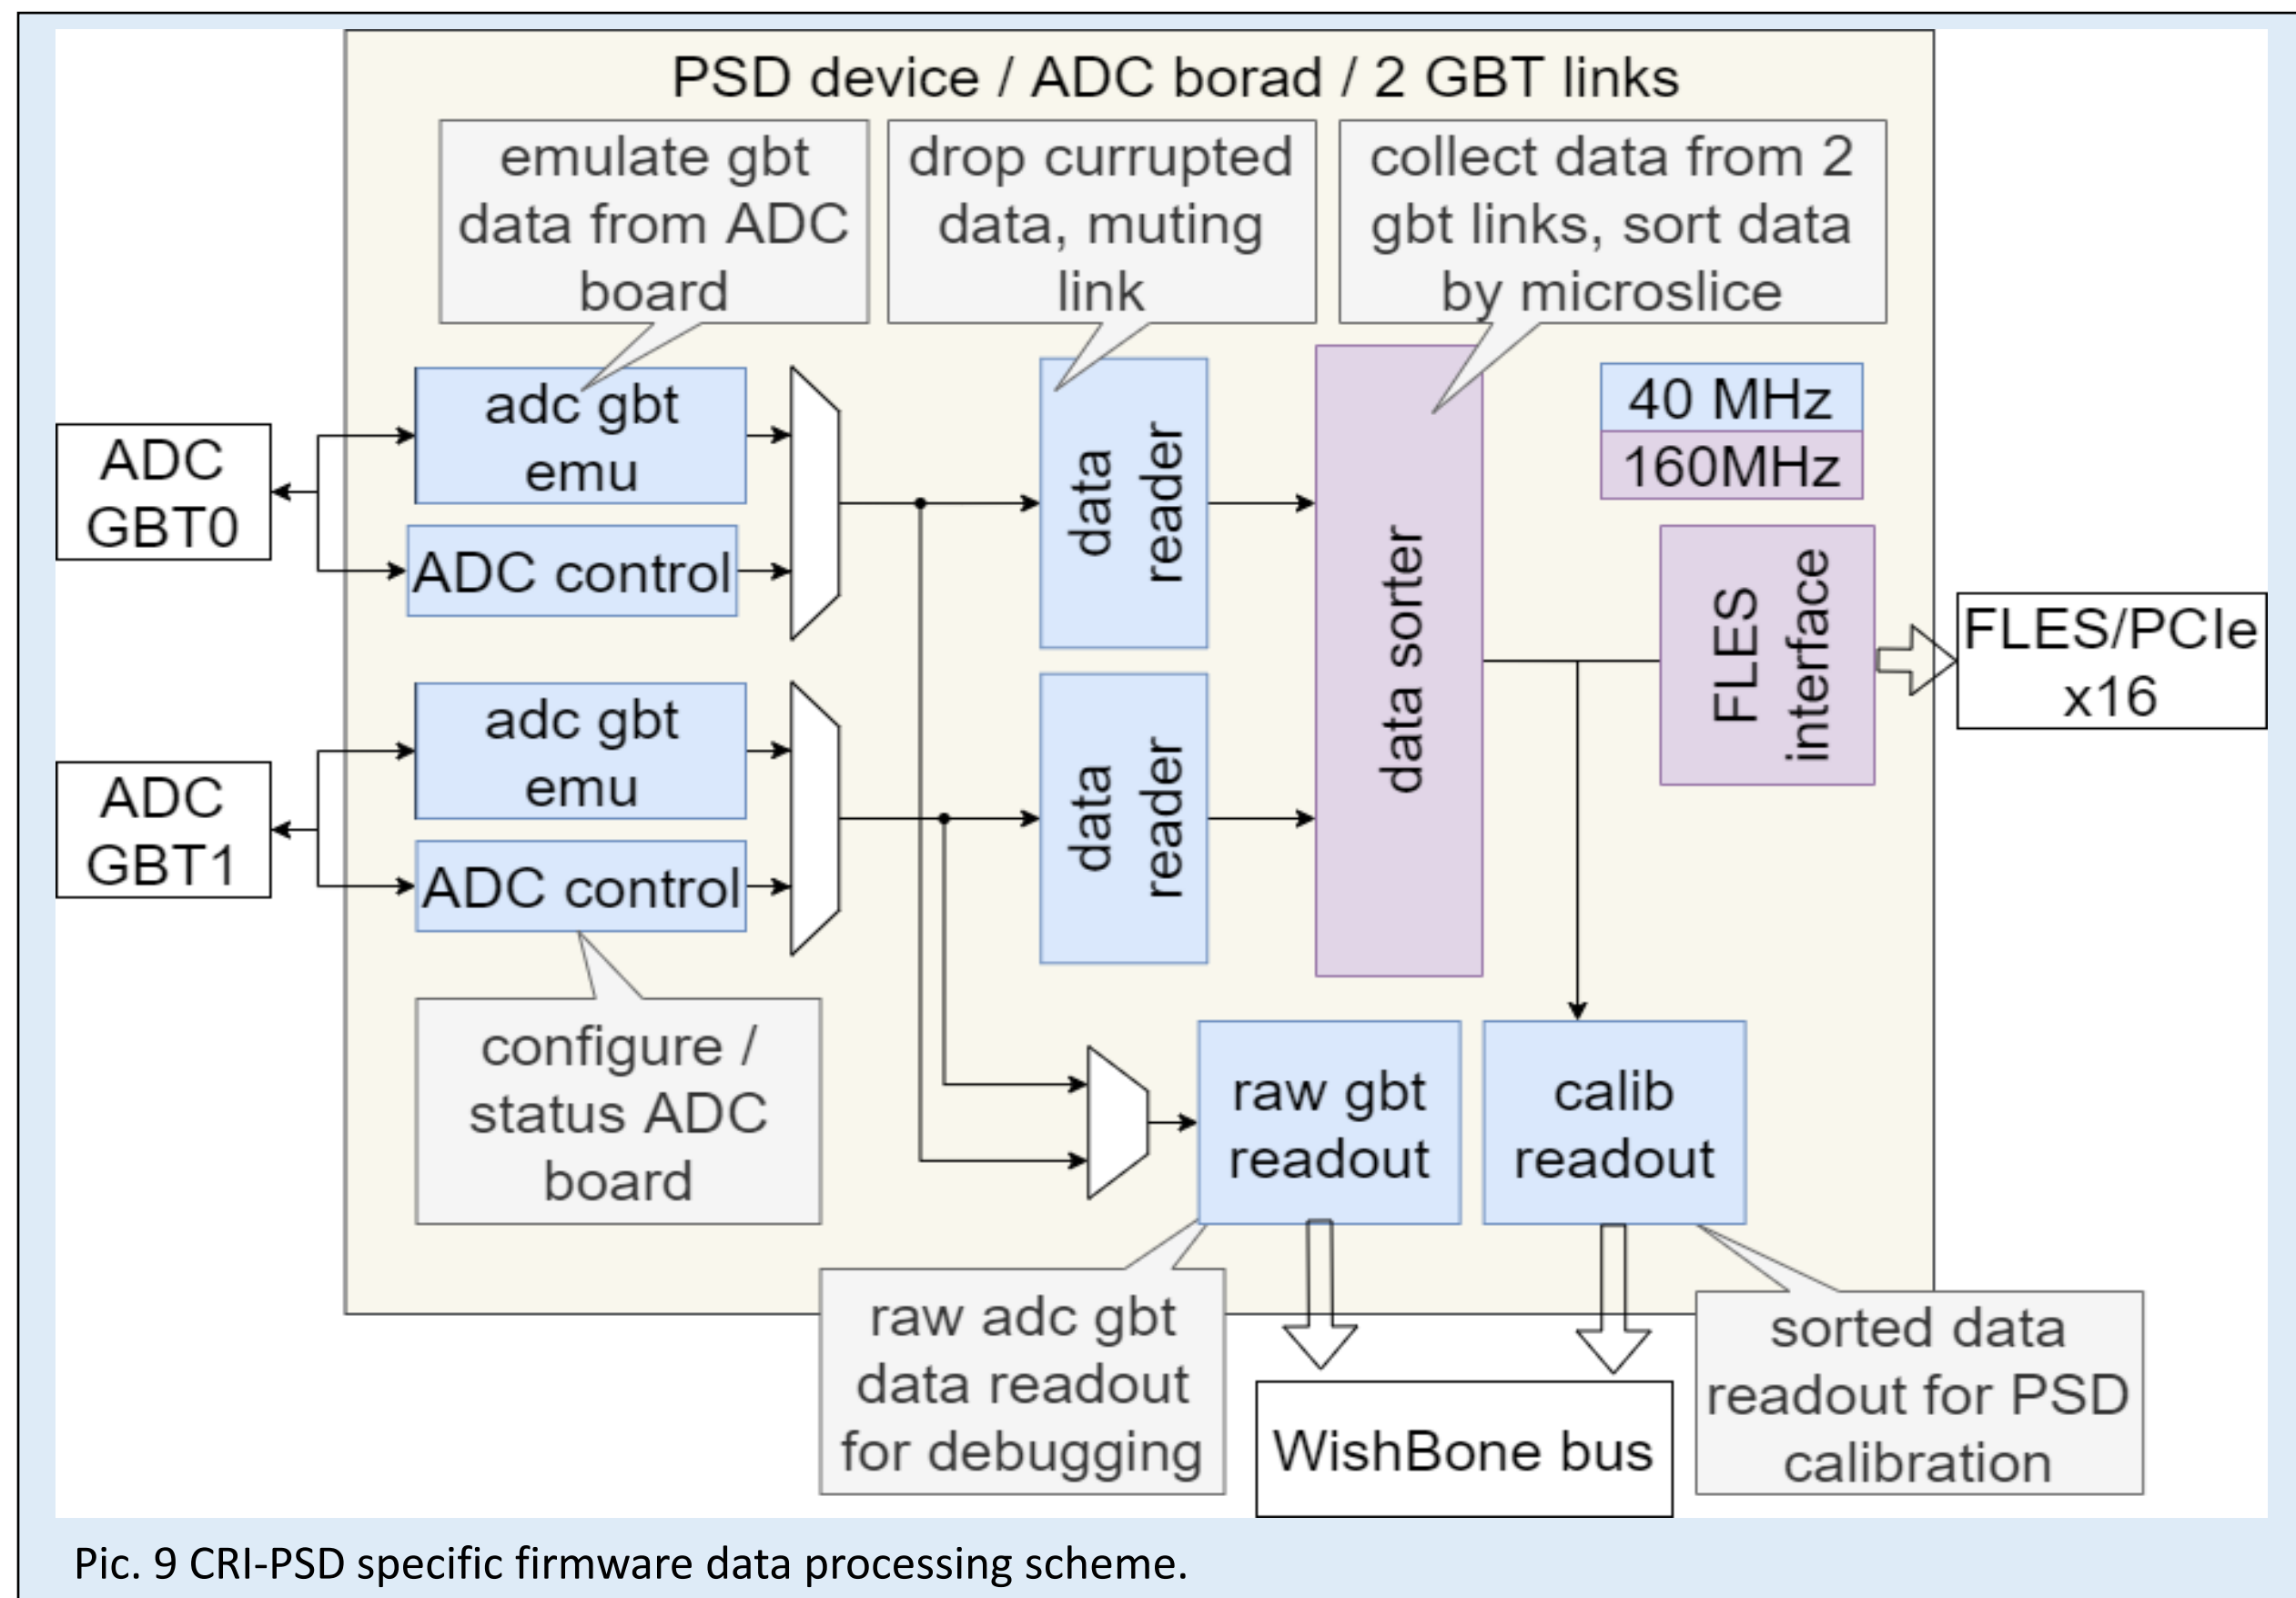 PSD device / ADC borad / 2 GBT links
emulate gbt
data from ADC
board
drop currupted
data, muting
link
collect data from 2
gbt links, sort data
by microslice
adc gbt
emu
ADC control
ADC
GBT0
adc gbt
emu
ADC control
ADC
GBT1
data
reader
data
reader
data sorter
40 MHz
160MHz
FLES
interface
FLES/PCIe
x16
configure /
status ADC
board
raw gbt
readout
calib
readout
raw adc gbt
data readout
for debugging
WishBone bus
sorted data
readout for PSD
calibration
Pic. 9 CRI-PSD specific firmware data processing scheme.